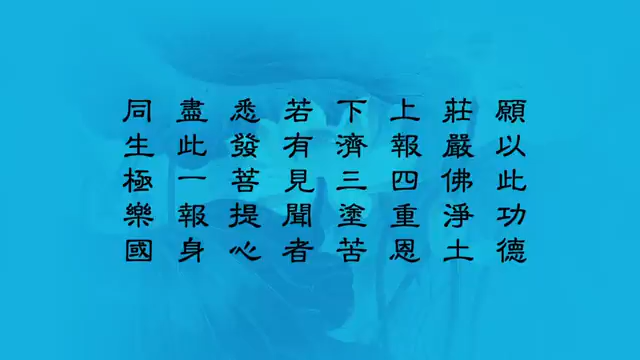 願以此功德
莊嚴佛淨土
上報四重恩
下濟三塗苦
若有見聞者
悉發菩提心
盡此一報身
同生極樂國